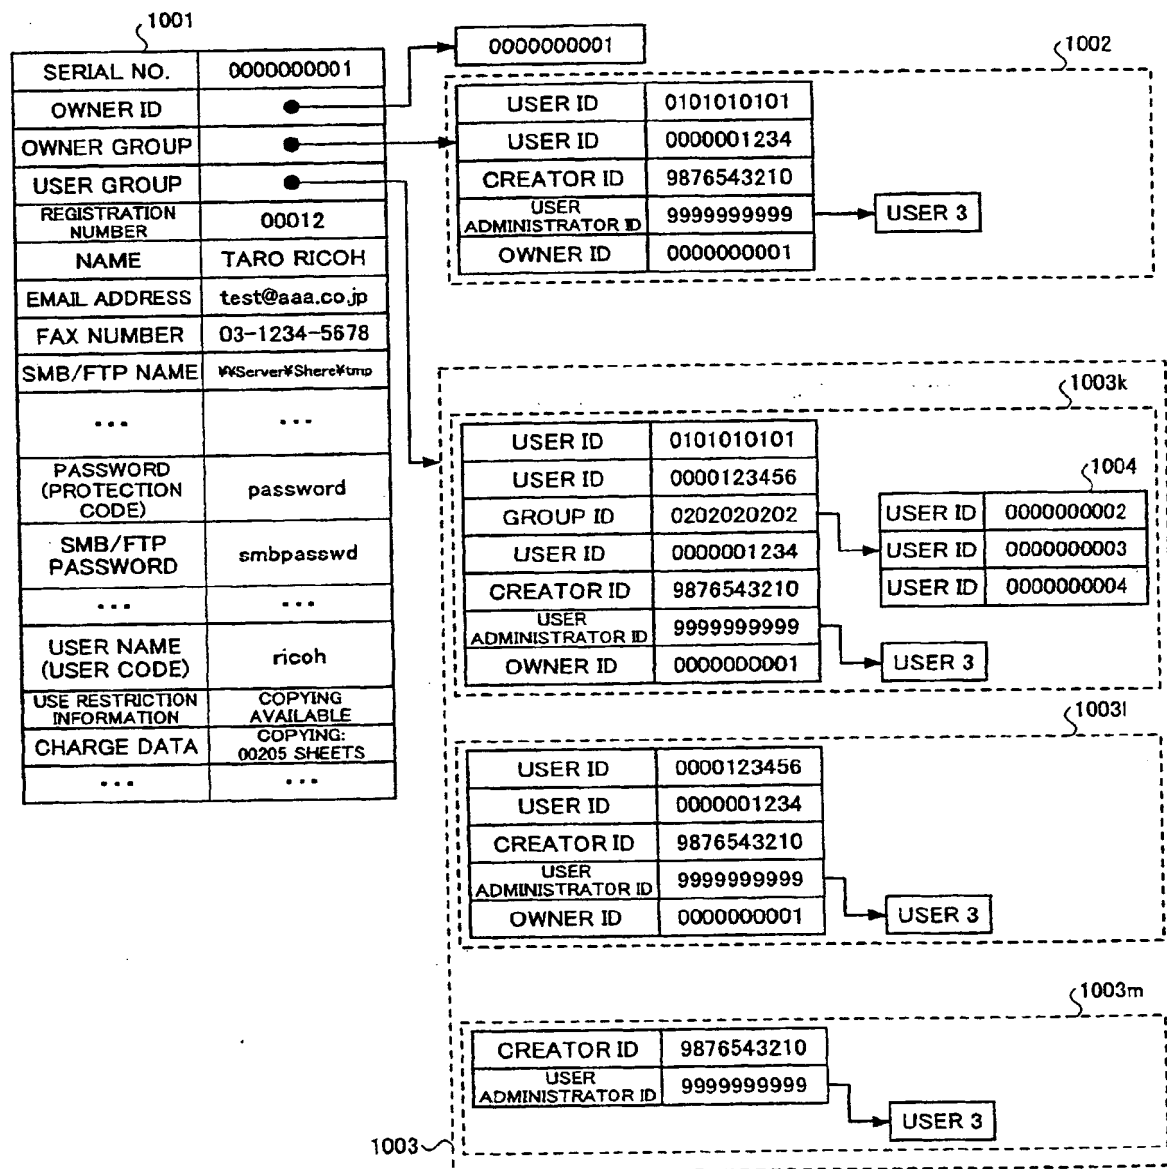 1001
SERIAL NO. 0000000001
OWNER ID
OWNER GROUP
USER GROUP
REGISTRATION
NUMBER
00012
NAME TARO RICOH
EMAIL ADDRESS test@aaa.co.jp
FAX NUMBER 03-1234-5678
SMB/FTP NAME ¥¥Server¥Shere¥tmp
... ...
PASSWORD
(PROTECTION
CODE)
password
SMB/FTP
PASSWORD
smbpasswd
... ...
USER NAME
(USER CODE)
ricoh
USE RESTRICTION
INFORMATION
COPYING
AVAILABLE
CHARGE DATA
COPYING:
00205 SHEETS
... ...
0000000001
1002
USER ID 0101010101
USER ID 0000001234
CREATOR ID 9876543210
USER
ADMINISTRATOR ID
9999999999
USER 3
OWNER ID 0000000001
1003k
USER ID 0101010101
USER ID 0000123456
GROUP ID 0202020202
USER ID 0000001234
CREATOR ID 9876543210
USER
ADMINISTRATOR ID
9999999999
OWNER ID 0000000001
USER 3
1004
USER ID 0000000002
USER ID 0000000003
USER ID 0000000004
1003l
USER ID 0000123456
USER ID 0000001234
CREATOR ID 9876543210
USER
ADMINISTRATOR ID
9999999999
OWNER ID 0000000001
USER 3
1003m
CREATOR ID 9876543210
USER
ADMINISTRATOR ID
9999999999
USER 3
1003